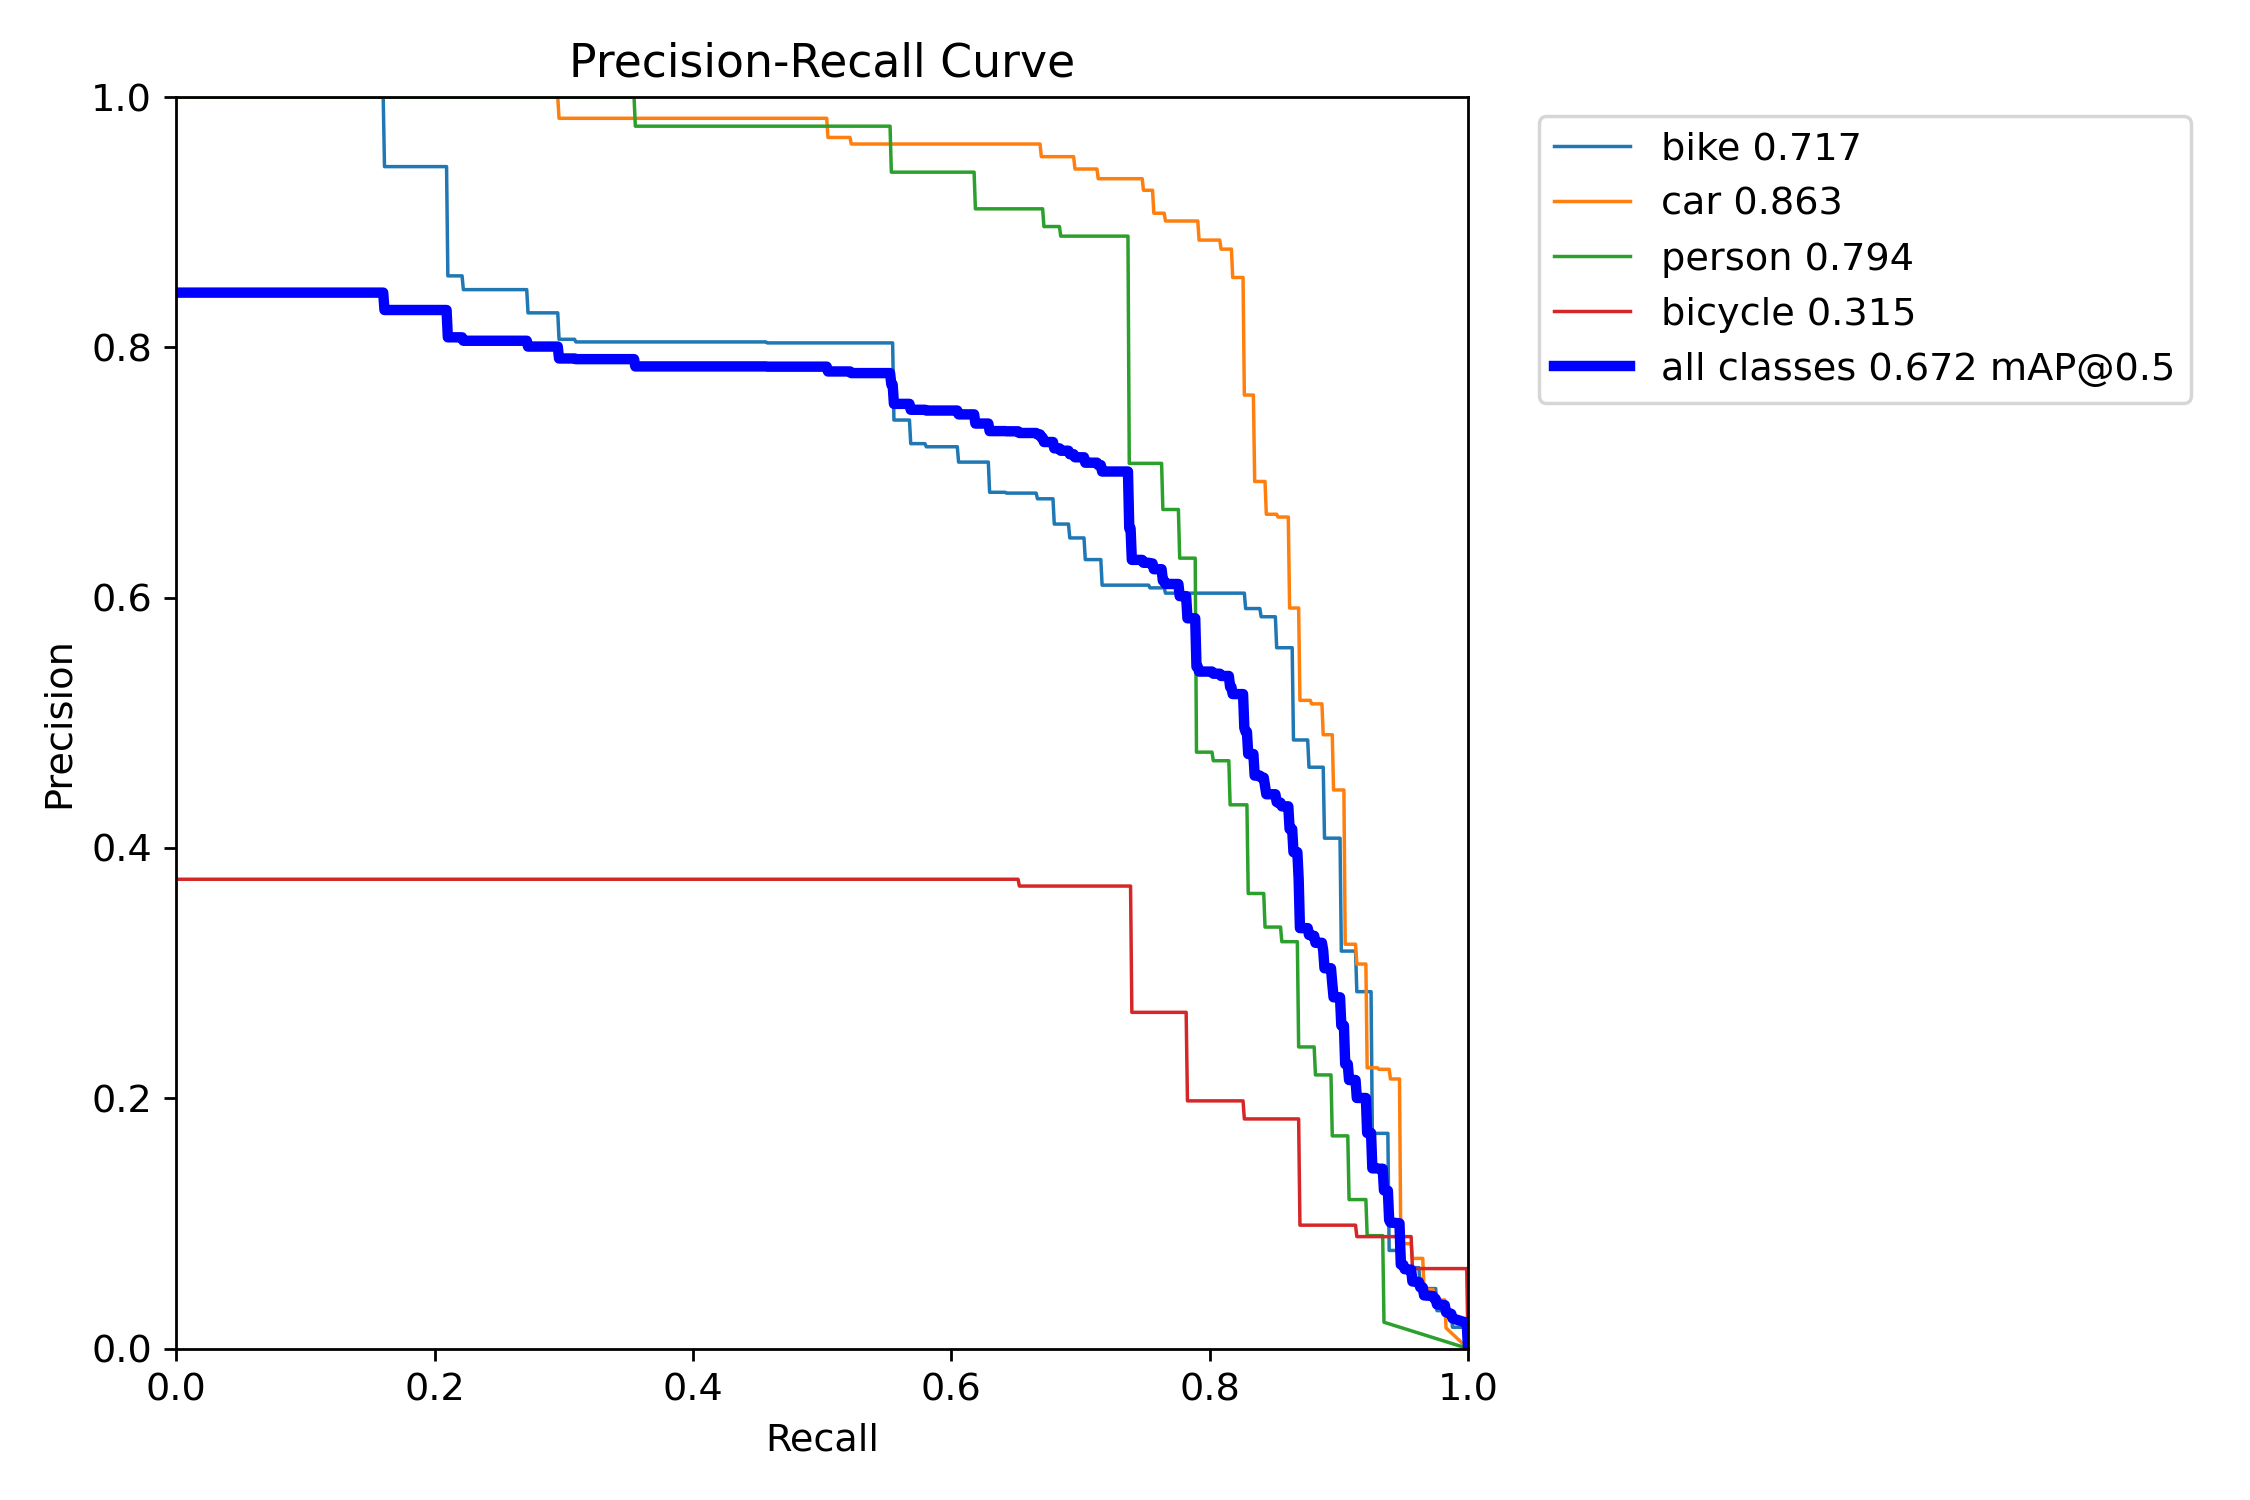 Precision-Recall Curve
1.0
0.8
0.6
0.4
0.2
0.0
Precision
0.0 0.2 0.4 0.6 0.8 1.0
Recall
bike 0.717
car 0.863
person 0.794
bicycle 0.315
all classes 0.672 mAP@0.5